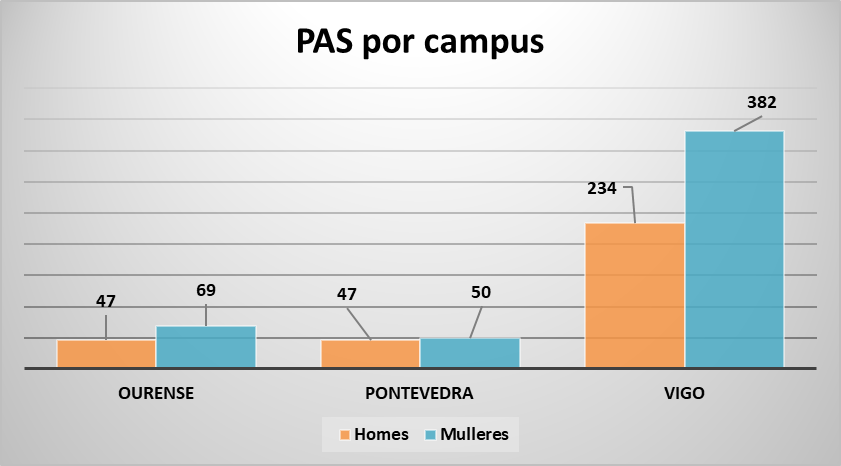 PAS por campus
382
234
69
47
47
50
OURENSE PONTEVEDRA VIGO
Homes Mulleres